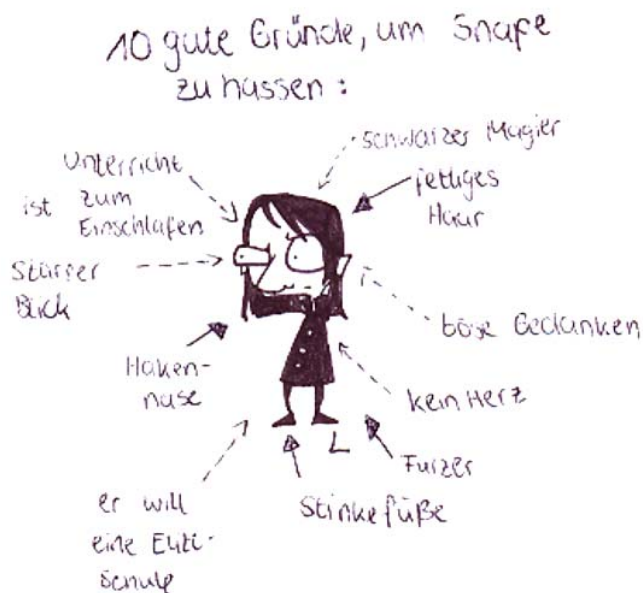 10 gute Gründe, um Snape
zu hassen:
schwarzer Magier
fettiges
Haar
böse Gedanken
kein Herz
Furzer
Stinkefüße
er will
eine
Schule
Haken-
nase
starrer
Blick
Unterricht
ist zum
Einschlafen